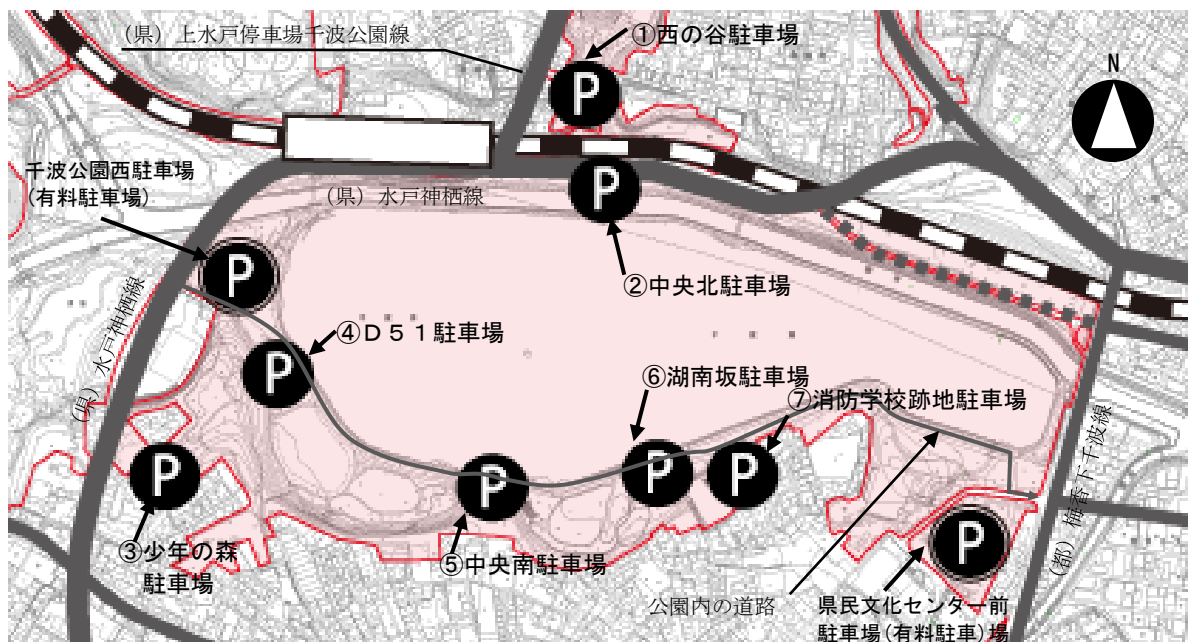 (県)上水戸停車場千波公園線
①西の谷駐車場
P
N
千波公園西駐車場
(有料駐車場)
(県)水戸神栖線
P
②中央北駐車場
P
(県)水戸神栖線
④D51駐車場
P
⑥湖南坂駐車場
⑦消防学校跡地駐車場
P
P
P
P
③少年の森
駐車場
⑤中央南駐車場
P
公園内の道路
県民文化センター前
駐車場(有料駐車)場
(都)梅香下千波線